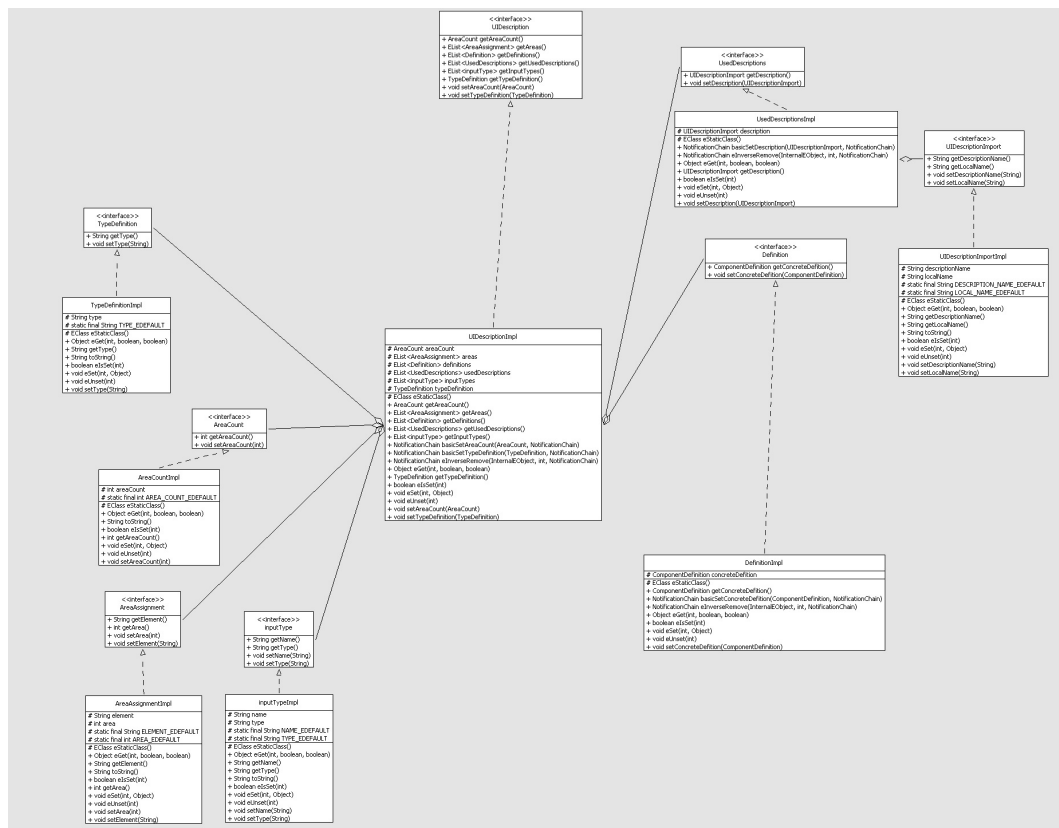 <<interface>>
UIDescription
+ AreaCount getAreaCount()
+ EList<AreaAssignment> getAreas()
+ EList<Definition> getDefinitions()
+ EList<UsedDescriptions> getUsedDescriptions()
+ EList<inputType> getInputTypes()
+ TypeDefinition getTypeDefinition()
+ void setAreaCount(AreaCount)
+ void setTypeDefinition(TypeDefinition)
<<interface>>
UsedDescriptions
+ UIDescriptionImport getDescription()
+ void setDescription(UIDescriptionImport)
UsedDescriptionsImpl
# UIDescriptionImport description
# EClass eStaticClass()
+ NotificationChain basicSetDescription(UIDescriptionImport, NotificationChain)
+ NotificationChain eInverseRemove(InternalEObject, int, NotificationChain)
+ Object eGet(int, boolean, boolean)
+ UIDescriptionImport getDescription()
+ boolean eIsSet(int)
+ void eSet(int, Object)
+ void eUnset(int)
+ void setDescription(UIDescriptionImport)
<<interface>>
UIDescriptionImport
+ String getDescriptionName()
+ String getLocalName()
+ void setDescriptionName(String)
+ void setLocalName(String)
<<interface>>
TypeDefinition
+ String getType()
+ void setType(String)
<<interface>>
Definition
+ ComponentDefinition getConcreteDefition()
+ void setConcreteDefition(ComponentDefinition)
UIDescriptionImportImpl
# String descriptionName
# String localName
# static final String DESCRIPTION_NAME_EDEFAULT
# static final String LOCAL_NAME_EDEFAULT
# EClass eStaticClass()
+ Object eGet(int, boolean, boolean)
+ String getDescriptionName()
+ String getLocalName()
+ String toString()
+ boolean eIsSet(int)
+ void eSet(int, Object)
+ void eUnset(int)
+ void setDescriptionName(String)
+ void setLocalName(String)
TypeDefinitionImpl
# String type
# static final String TYPE_EDEFAULT
# EClass eStaticClass()
+ Object eGet(int, boolean, boolean)
+ String getType()
+ String toString()
+ boolean eIsSet(int)
+ void eSet(int, Object)
+ void eUnset(int)
+ void setType(String)
UIDescriptionImpl
# AreaCount areaCount
# EList<AreaAssignment> areas
# EList<Definition> definitions
# EList<UsedDescriptions> usedDescriptions
# EList<inputType> inputTypes
# TypeDefinition typeDefinition
# EClass eStaticClass()
+ AreaCount getAreaCount()
+ EList<AreaAssignment> getAreas()
+ EList<Definition> getDefinitions()
+ EList<UsedDescriptions> getUsedDescriptions()
+ EList<inputType> getInputTypes()
+ NotificationChain basicSetAreaCount(AreaCount, NotificationChain)
+ NotificationChain basicSetTypeDefinition(TypeDefinition, NotificationChain)
+ NotificationChain eInverseRemove(InternalEObject, int, NotificationChain)
+ Object eGet(int, boolean, boolean)
+ TypeDefinition getTypeDefinition()
+ boolean eIsSet(int)
+ void eSet(int, Object)
+ void eUnset(int)
+ void setAreaCount(AreaCount)
+ void setTypeDefinition(TypeDefinition)
<<interface>>
AreaCount
+ int getAreaCount()
+ void setAreaCount(int)
AreaCountImpl
# int areaCount
# static final int AREA_COUNT_EDEFAULT
# EClass eStaticClass()
+ Object eGet(int, boolean, boolean)
+ String toString()
+ boolean eIsSet(int)
+ int getAreaCount()
+ void eSet(int, Object)
+ void eUnset(int)
+ void setAreaCount(int)
DefinitionImpl
# ComponentDefinition concreteDefition
# EClass eStaticClass()
+ ComponentDefinition getConcreteDefition()
+ NotificationChain basicSetConcreteDefition(ComponentDefinition, NotificationChain)
+ NotificationChain eInverseRemove(InternalEObject, int, NotificationChain)
+ Object eGet(int, boolean, boolean)
+ boolean eIsSet(int)
+ void eSet(int, Object)
+ void eUnset(int)
+ void setConcreteDefition(ComponentDefinition)
<<interface>>
AreaAssignment
+ String getElement()
+ int getArea()
+ void setArea(int)
+ void setElement(String)
<<interface>>
inputType
+ String getName()
+ String getType()
+ void setName(String)
+ void setType(String)
AreaAssignmentImpl
# String element
# int area
# static final String ELEMENT_EDEFAULT
# static final int AREA_EDEFAULT
# EClass eStaticClass()
+ Object eGet(int, boolean, boolean)
+ String getElement()
+ String toString()
+ boolean eIsSet(int)
+ int getArea()
+ void eSet(int, Object)
+ void eUnset(int)
+ void setArea(int)
+ void setElement(String)
inputTypeImpl
# String name
# String type
# static final String NAME_EDEFAULT
# static final String TYPE_EDEFAULT
# EClass eStaticClass()
+ Object eGet(int, boolean, boolean)
+ String getName()
+ String getType()
+ String toString()
+ boolean eIsSet(int)
+ void eSet(int, Object)
+ void eUnset(int)
+ void setName(String)
+ void setType(String)